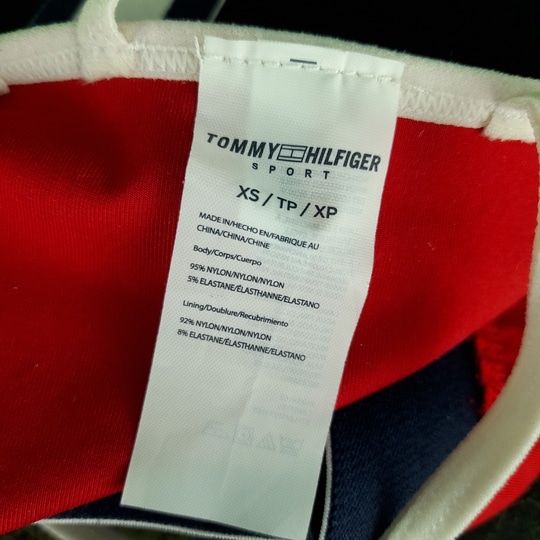 TOMMY HILFIGER
SPORT
XS / TP / XP
MADE IN/HECHO EN/FABRIQUE AU
CHINA/CHINA/CHINE
Body/Corps/Cuerpo
95% NYLON/NYLON/NYLON
5% ELASTANE/ÉLASTHANNE/ELASTANO
Lining/Doublure/Recubrimiento
92% NYLON/NYLON/NYLON
8% ELASTANE/ÉLASTHANNE/ELASTANO